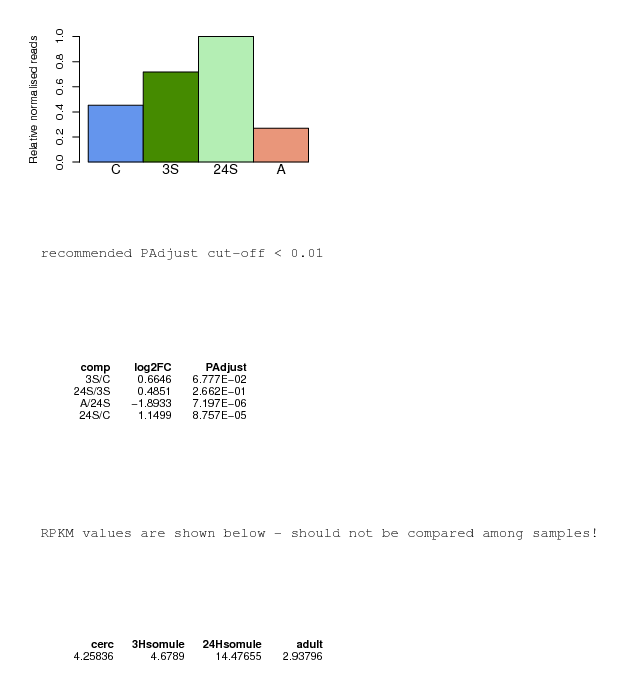 Relative normalised reads
1.0
0.8
0.6
0.4
0.2
0.0
C 3S 24S A
recommended PAdjust cut-off < 0.01
comp log2FC PAdjust
3S/C 0.6646 6.777E−02
24S/3S 0.4851 2.662E−01
A/24S −1.8933 7.197E−06
24S/C 1.1499 8.757E−05
RPKM values are shown below - should not be compared among samples!
cerc 3Hsomule 24Hsomule adult
4.25836 4.6789 14.47655 2.93796